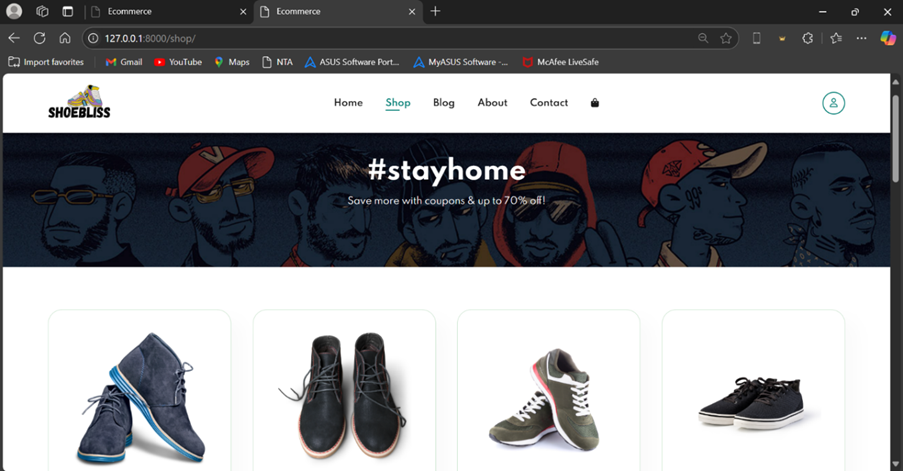 Ecommerce
Ecommerce
127.0.0.1:8000/shop/
Import favorites Gmail YouTube Maps NTA ASUS Software Port... MyASUS Software -... McAfee LiveSafe
SHOEBLISS
Home Shop Blog About Contact
#stayhome
Save more with coupons & up to 70% off!